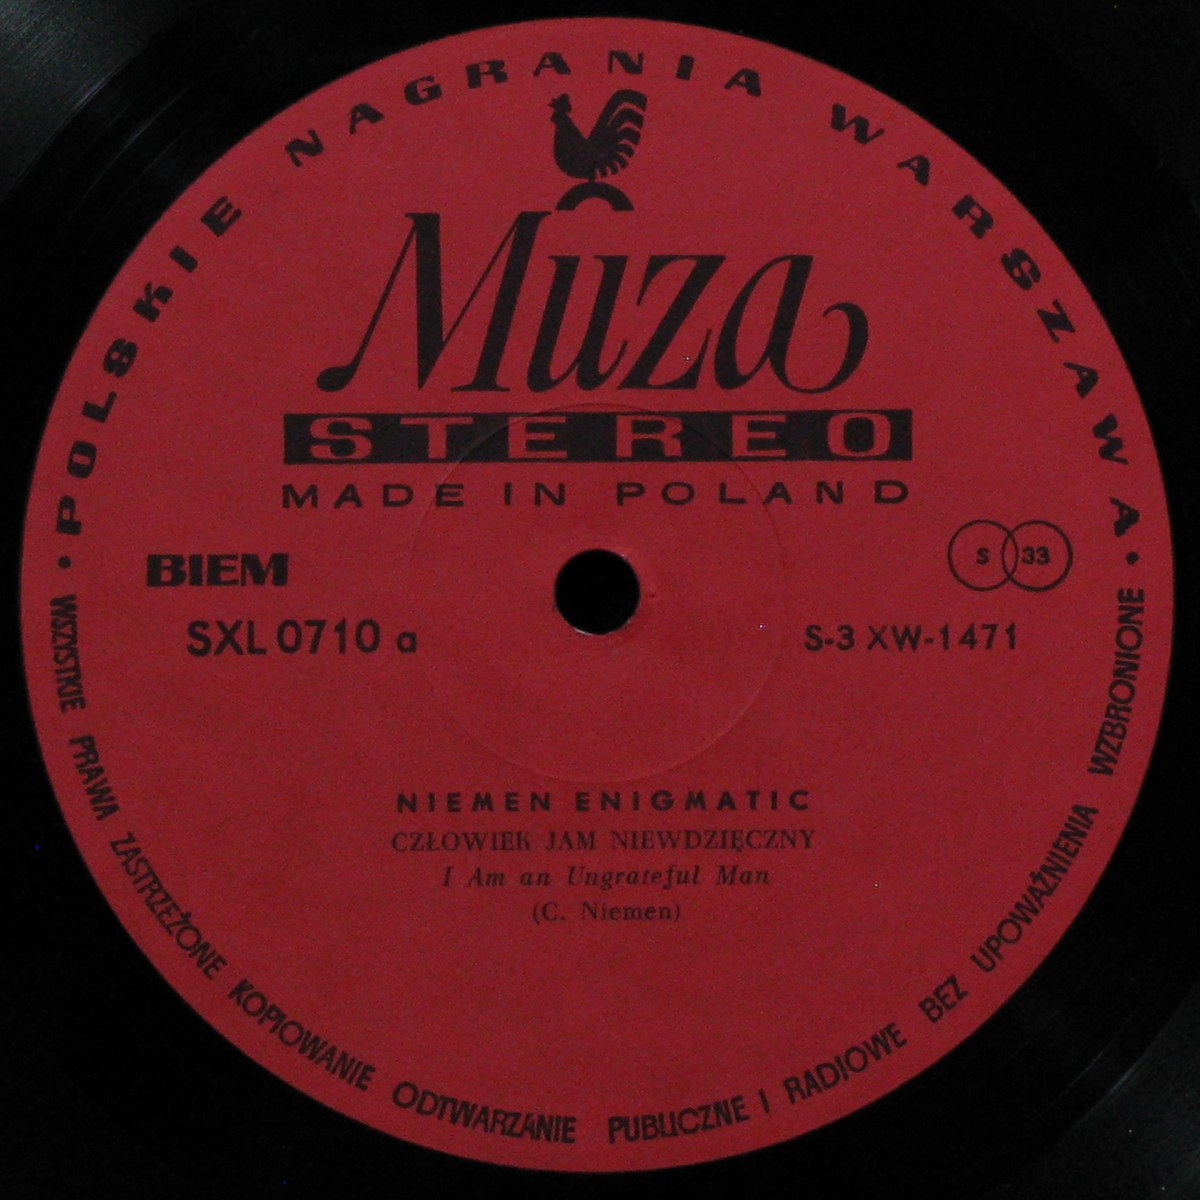 • POLSKIE NAGRANIA WARSZAWA •
Muza
STEREO
MADE IN POLAND
BIEM
S 33
SXL 0710 a
S-3 XW-1471
NIEMEN ENIGMATIC
CZŁOWIEK JAM NIEWDZIĘCZNY
I Am an Ungrateful Man
(C. Niemen)
WSZYSTKIE PRAWA ZASTRZEŻONE KOPIOWANIE ODTWARZANIE PUBLICZNE I RADIOWE BEZ UPOWAŻNIENIA WZBRONIONE